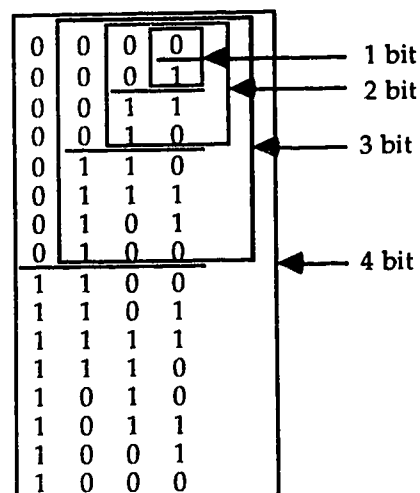 0 0 0 0
0 0 0 1
0 0 1 1
0 0 1 0
0 1 1 0
0 1 1 1
0 1 0 1
0 1 0 0
1 1 0 0
1 1 0 1
1 1 1 1
1 1 1 0
1 0 1 0
1 0 1 1
1 0 0 1
1 0 0 0
1 bit
2 bit
3 bit
4 bit